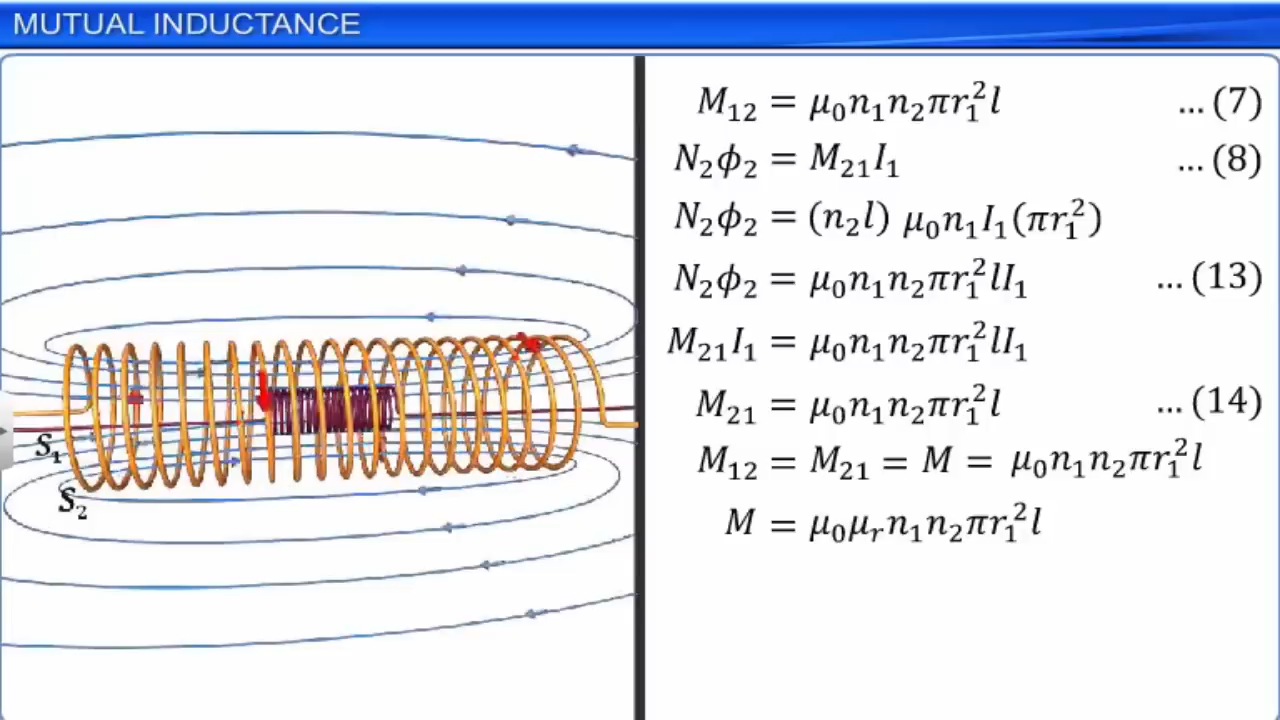 MUTUAL INDUCTANCE
M₁₂ = μ₀n₁n₂πr₁²l ... (7)
N₂ϕ₂ = M₂₁I₁ ... (8)
N₂ϕ₂ = (n₂l) μ₀n₁I₁(πr₁²)
N₂ϕ₂ = μ₀n₁n₂πr₁²lI₁ ... (13)
M₂₁I₁ = μ₀n₁n₂πr₁²lI₁
M₂₁ = μ₀n₁n₂πr₁²l ... (14)
M₁₂ = M₂₁ = M = μ₀n₁n₂πr₁²l
M = μ₀μᵣn₁n₂πr₁²l
S₁
S₂